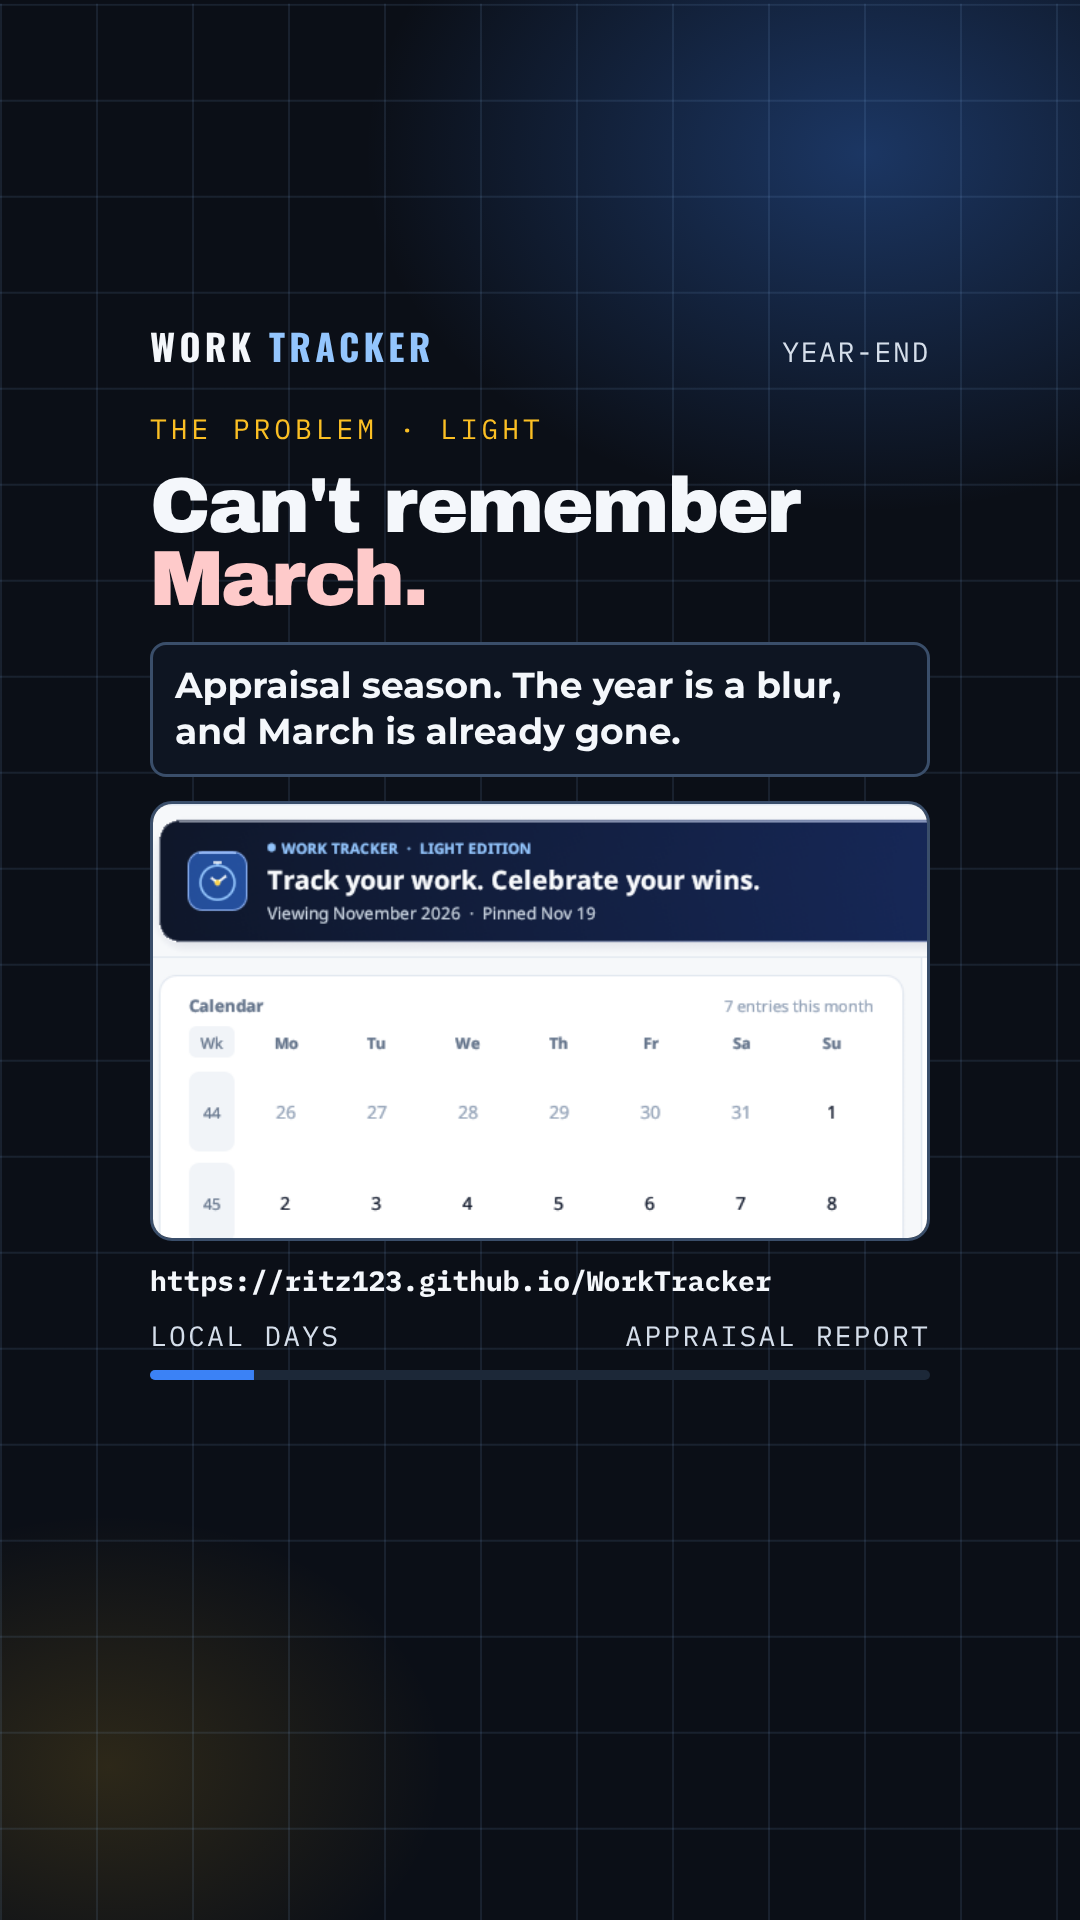 WORK TRACKER
YEAR-END
THE PROBLEM · LIGHT
Can't remember
March.
Appraisal season. The year is a blur,
and March is already gone.
WORK TRACKER · LIGHT EDITION
Track your work. Celebrate your wins.
Viewing November 2026 · Pinned Nov 19
Calendar
7 entries this month
Wk Mo Tu We Th Fr Sa Su
44 26 27 28 29 30 31 1
45 2 3 4 5 6 7 8
https://ritz123.github.io/WorkTracker
LOCAL DAYS
APPRAISAL REPORT